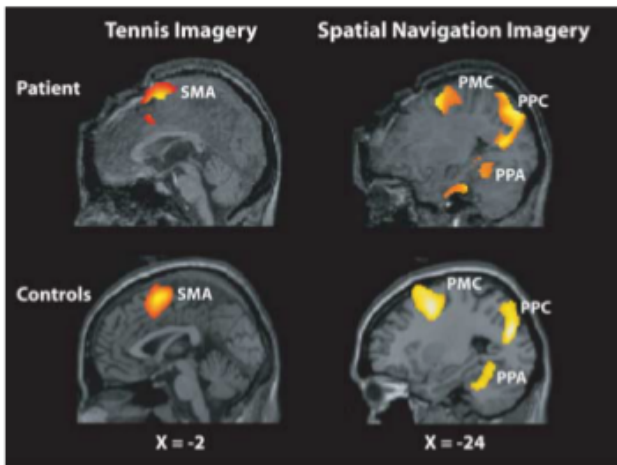 Tennis Imagery
Spatial Navigation Imagery
Patient
SMA
PMC
PPC
PPA
Controls
SMA
PMC
PPC
PPA
X = -2
X = -24